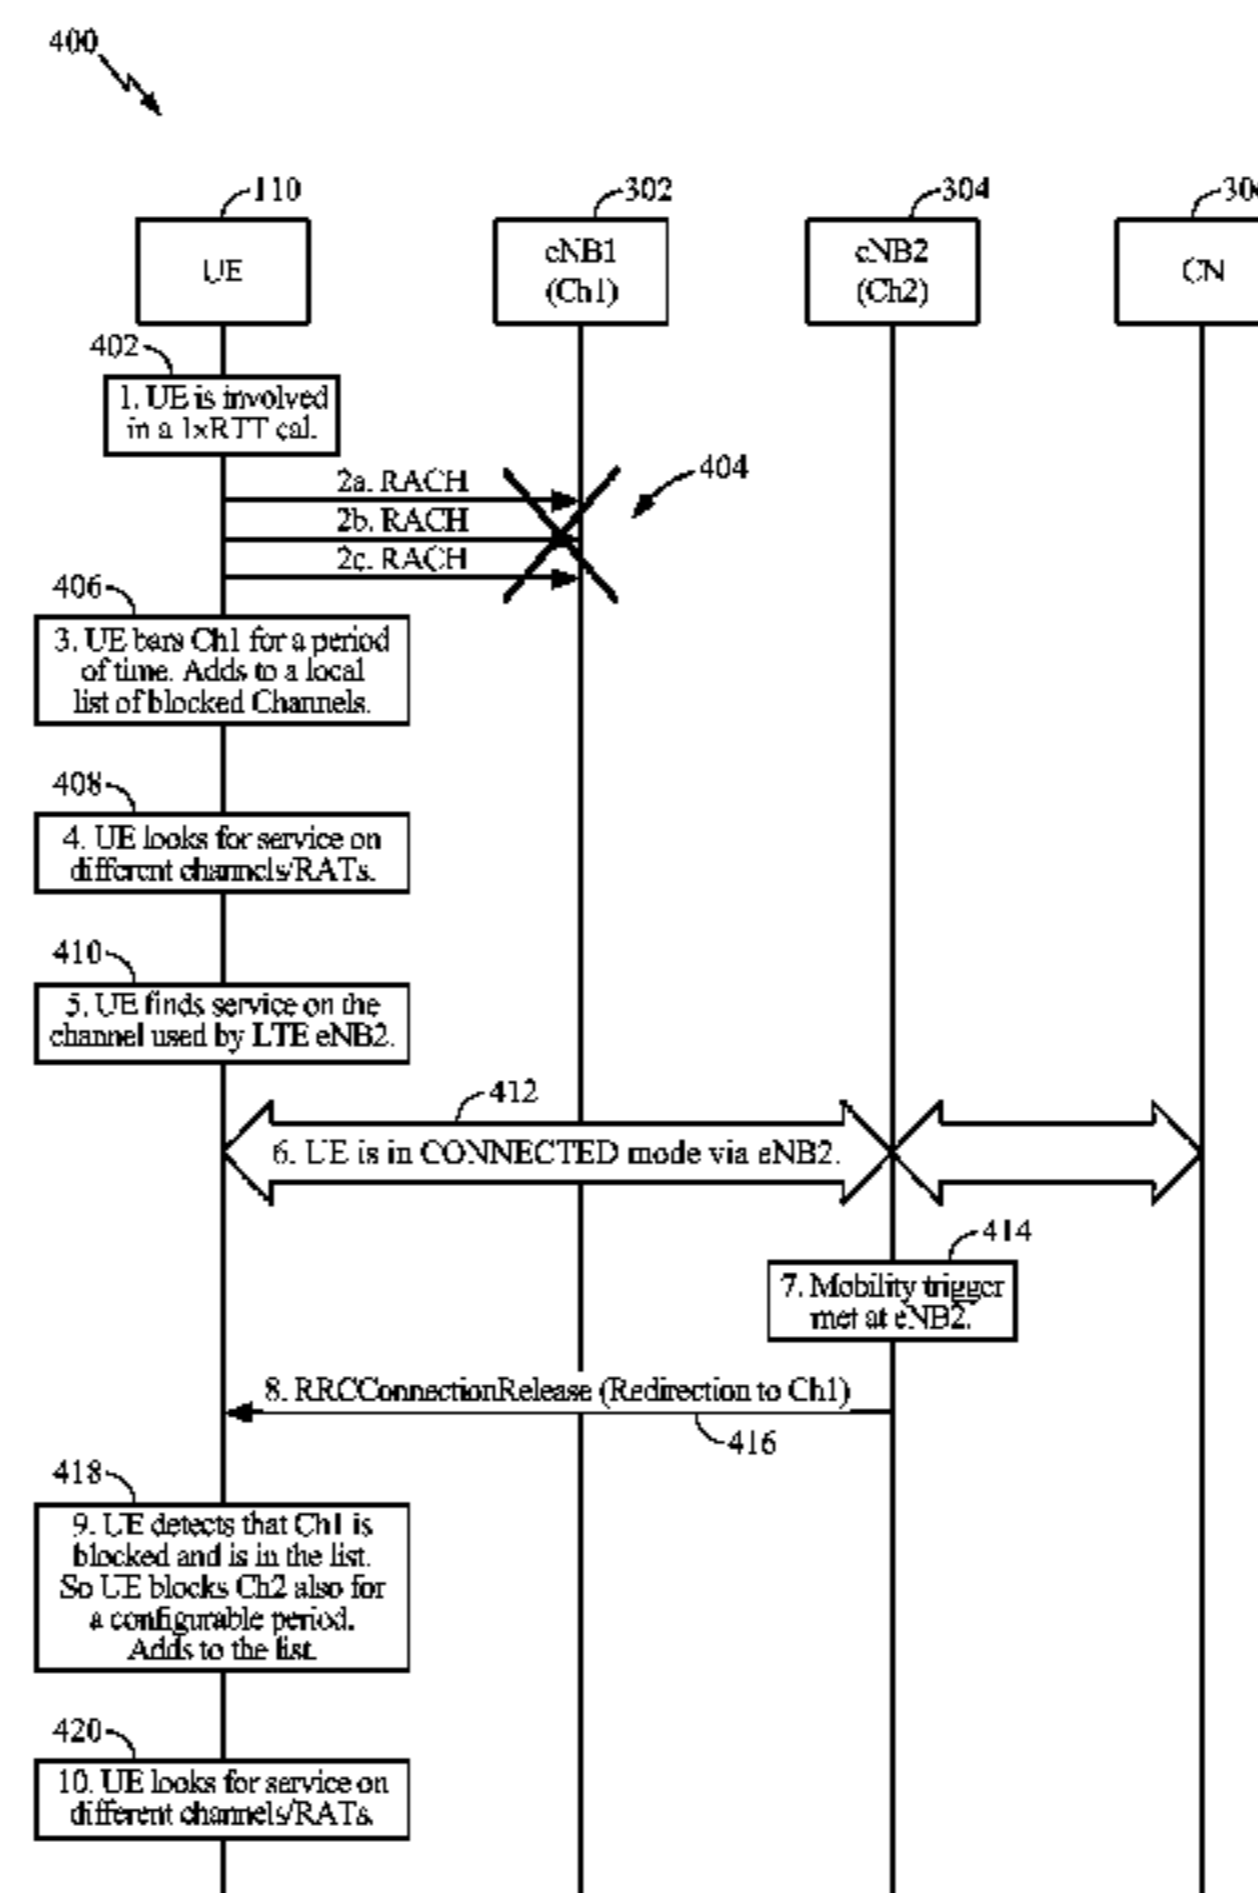 400
110
302
304
UE
eNB1
(Ch1)
eNB2
(Ch2)
CN
402
1. UE is involved
in a 1xRTT cal.
2a. RACH
2b. RACH
2c. RACH
404
406
3. UE bars Ch1 for a period
of time. Adds to a local
list of blocked Channels.
408
4. UE looks for service on
different channels/RATs.
410
5. UE finds service on the
channel used by LTE eNB2.
412
6. UE is in CONNECTED mode via eNB2.
414
7. Mobility trigger
met at eNB2.
8. RRCConnectionRelease (Redirection to Ch1)
416
418
9. UE detects that Ch1 is
blocked and is in the list.
So UE blocks Ch2 also for
a configurable period.
Adds to the list.
420
10. UE looks for service on
different channels/RATs.